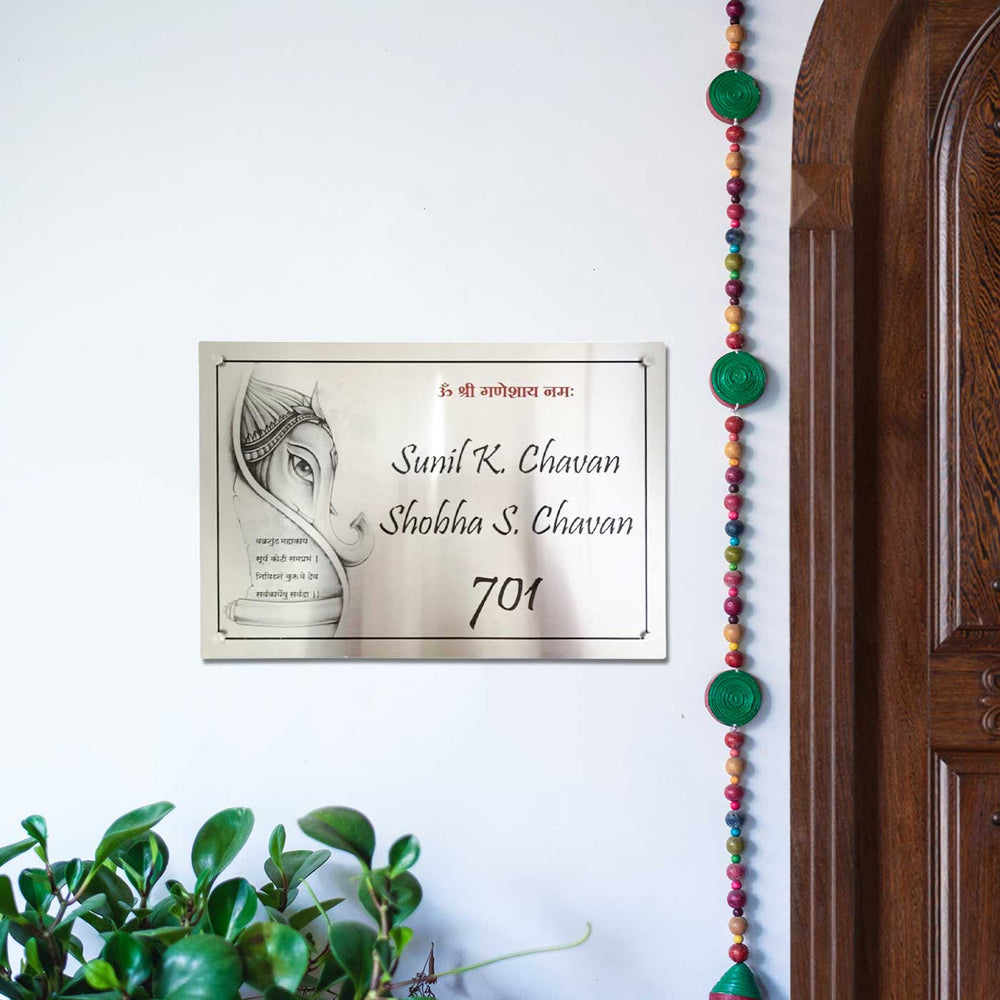 ॐ श्री गणेशाय नमः
Sunil K. Chavan
Shobha S. Chavan
701
वक्रतुंड महाकाय
सूर्य कोटी समप्रभ ।
निर्विघ्नं कुरू मे देव
सर्वकार्येषु सर्वदा ।।